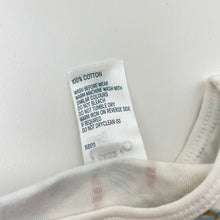 100% COTTON
WASH BEFORE WEAR
WARM MACHINE WASH WITH
SIMILAR COLOURS
DO NOT BLEACH
DO NOT TUMBLE DRY
WARM IRON ON REVERSE SIDE
IF REQUIRED
DO NOT DRYCLEAN